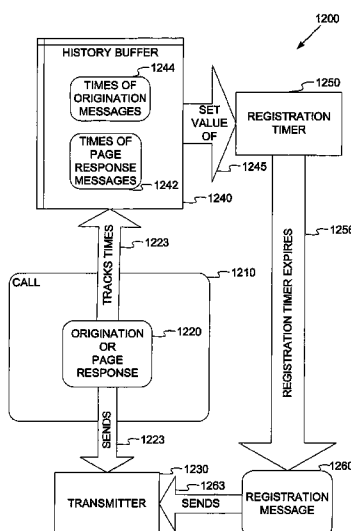 1200
HISTORY BUFFER
1244
TIMES OF
ORIGINATION
MESSAGES
TIMES OF
PAGE
RESPONSE
MESSAGES
1242
1240
SET
VALUE
OF
1245
1250
REGISTRATION
TIMER
1256
REGISTRATION TIMER EXPIRES
TRACKS TIMES
1223
1210
CALL
1220
ORIGINATION
OR
PAGE
RESPONSE
SENDS
1223
1230
TRANSMITTER
1263
SENDS
1260
REGISTRATION
MESSAGE